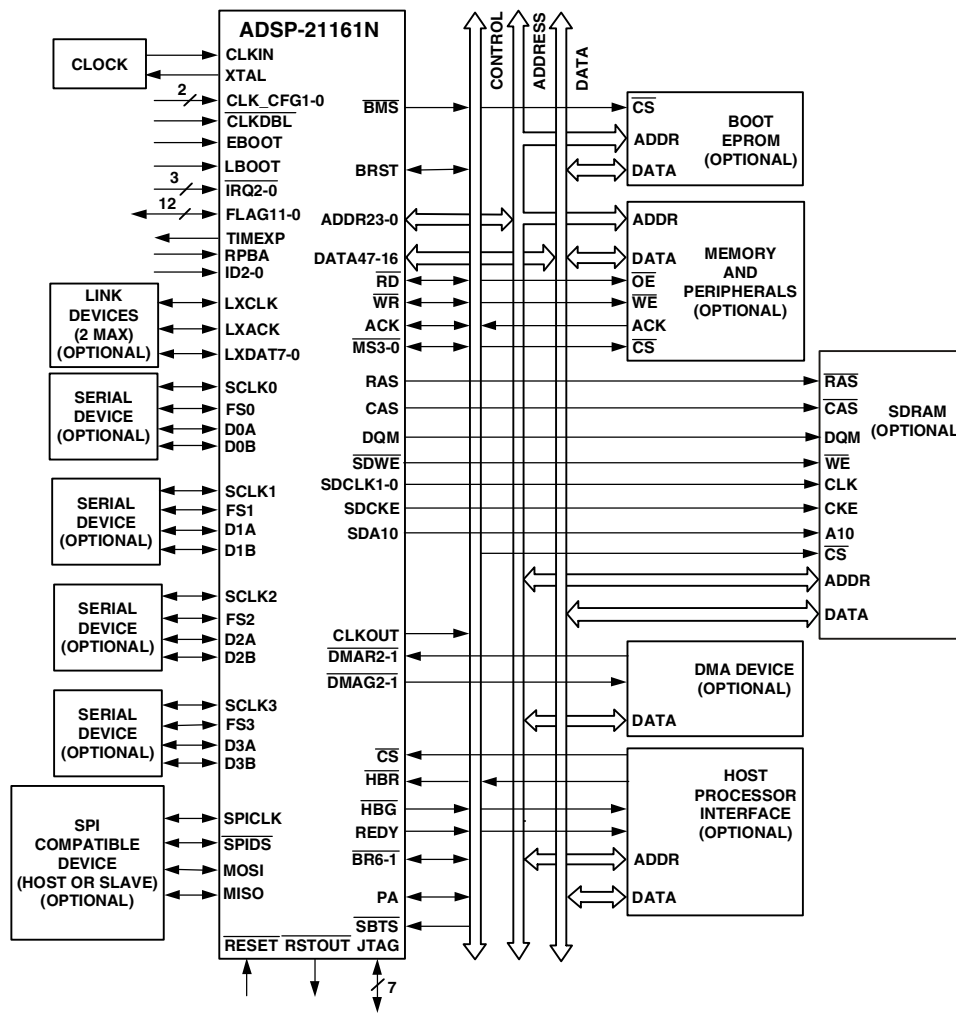 ADSP-21161N
CLOCK
CLKIN
XTAL
2
CLK_CFG1-0
CLKDBL
EBOOT
LBOOT
3
IRQ2-0
12
FLAG11-0
TIMEXP
RPBA
ID2-0
LINK
DEVICES
(2 MAX)
(OPTIONAL)
LXCLK
LXACK
LXDAT7-0
SERIAL
DEVICE
(OPTIONAL)
SCLK0
FS0
D0A
D0B
SERIAL
DEVICE
(OPTIONAL)
SCLK1
FS1
D1A
D1B
SERIAL
DEVICE
(OPTIONAL)
SCLK2
FS2
D2A
D2B
SERIAL
DEVICE
(OPTIONAL)
SCLK3
FS3
D3A
D3B
SPI
COMPATIBLE
DEVICE
(HOST OR SLAVE)
(OPTIONAL)
SPICLK
SPIDS
MOSI
MISO
RESET
RSTOUT
JTAG
7
BMS
BRST
ADDR23-0
DATA47-16
RD
WR
ACK
MS3-0
RAS
CAS
DQM
SDWE
SDCLK1-0
SDCKE
SDA10
CLKOUT
DMAR2-1
DMAG2-1
CS
HBR
HBG
REDY
BR6-1
PA
SBTS
CONTROL
ADDRESS
DATA
CS
ADDR
DATA
BOOT
EPROM
(OPTIONAL)
ADDR
DATA
OE
WE
ACK
CS
MEMORY
AND
PERIPHERALS
(OPTIONAL)
RAS
CAS
DQM
WE
CLK
CKE
A10
CS
ADDR
DATA
SDRAM
(OPTIONAL
DMA DEVICE
(OPTIONAL)
DATA
HOST
PROCESSOR
INTERFACE
(OPTIONAL)
ADDR
DATA